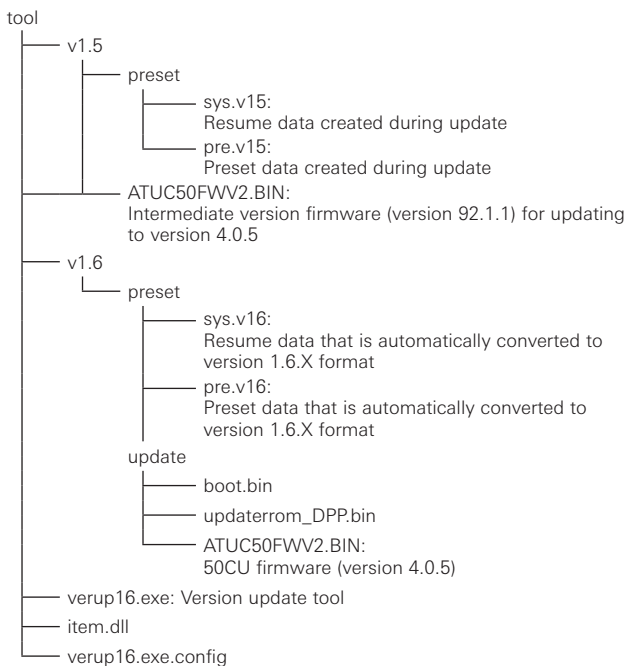 tool
v1.5
preset
sys.v15:
Resume data created during update
pre.v15:
Preset data created during update
ATUC50FWV2.BIN:
Intermediate version firmware (version 92.1.1) for updating
to version 4.0.5
v1.6
preset
sys.v16:
Resume data that is automatically converted to
version 1.6.X format
pre.v16:
Preset data that is automatically converted to
version 1.6.X format
update
boot.bin
updaterrom_DPP.bin
ATUC50FWV2.BIN:
50CU firmware (version 4.0.5)
verup16.exe: Version update tool
item.dll
verup16.exe.config